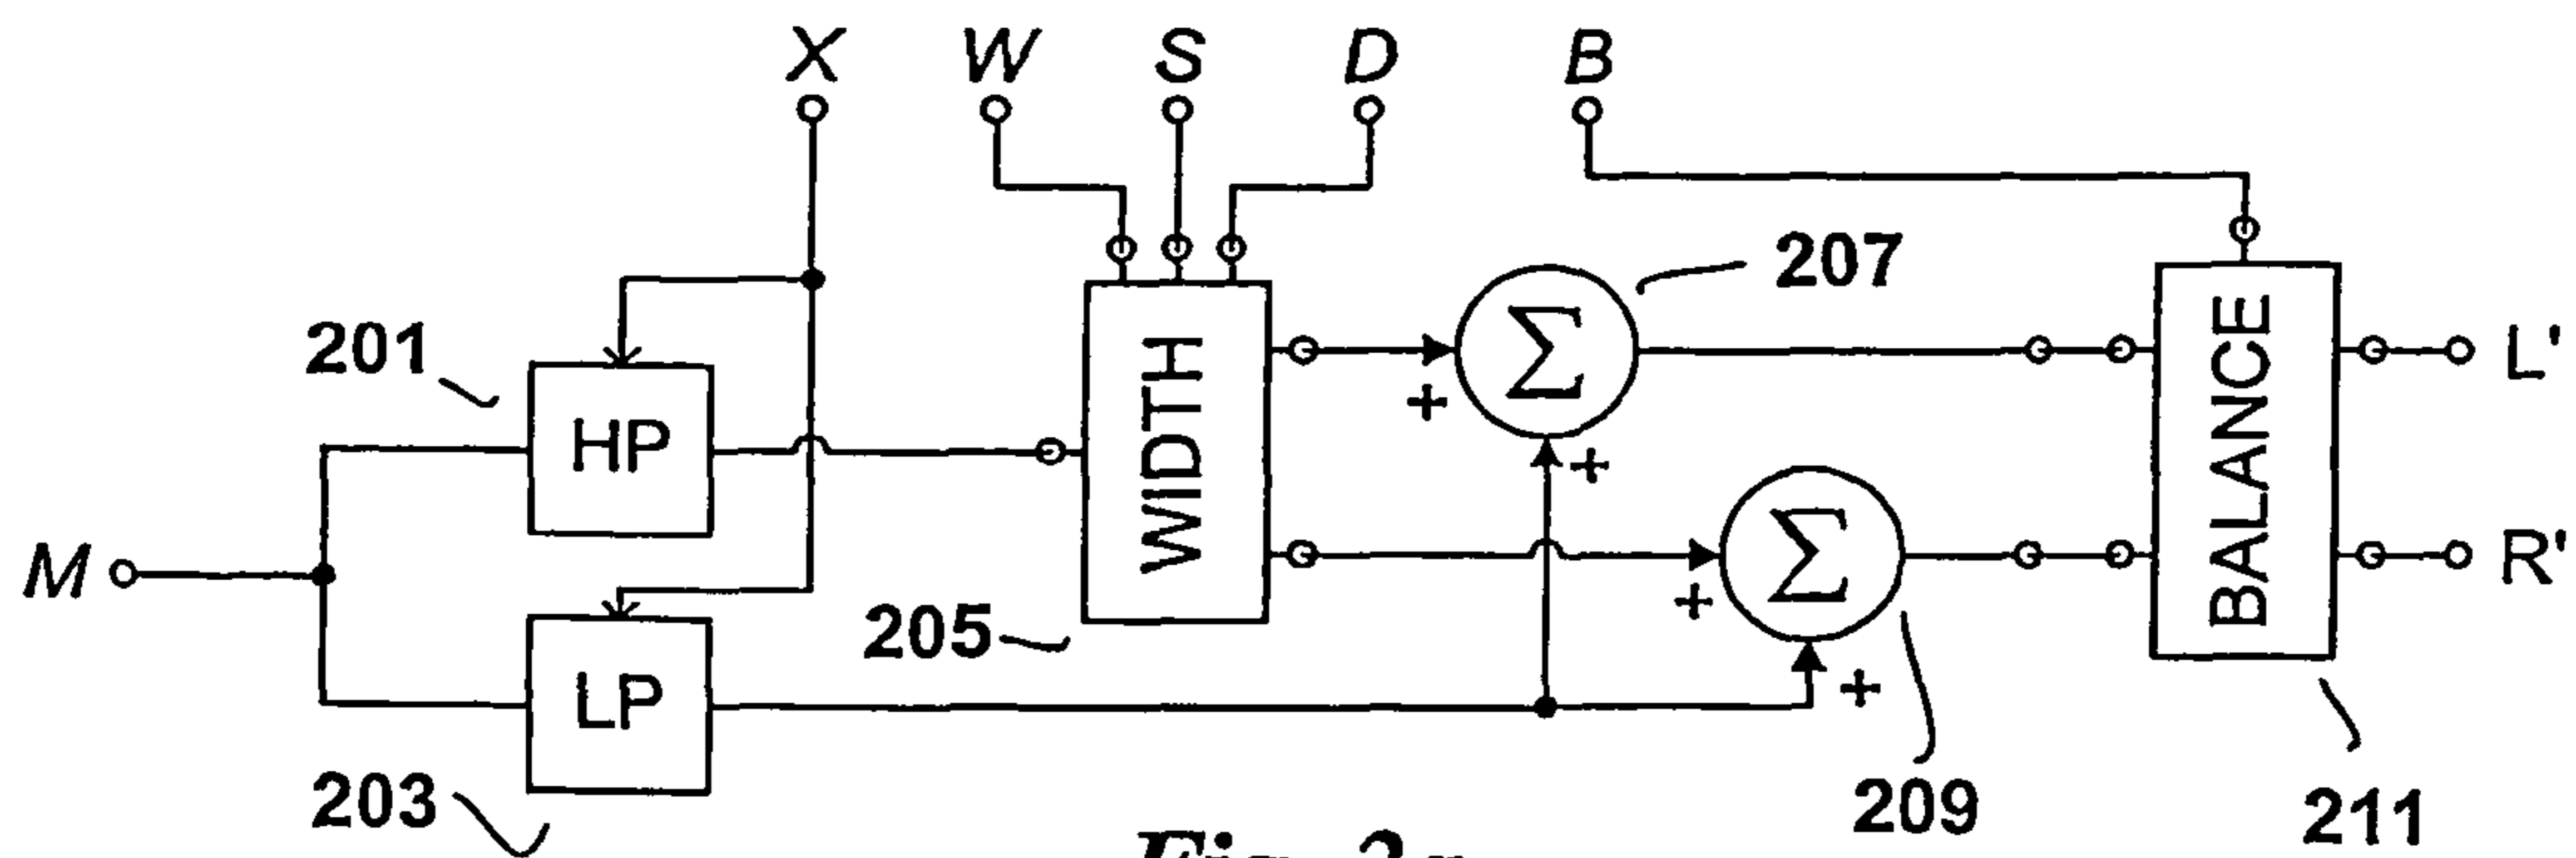 X W S D B
207
201
HP
WIDTH
Σ
+
+
BALANCE
L'
M
Σ
+
+
R'
205
LP
203
209
211